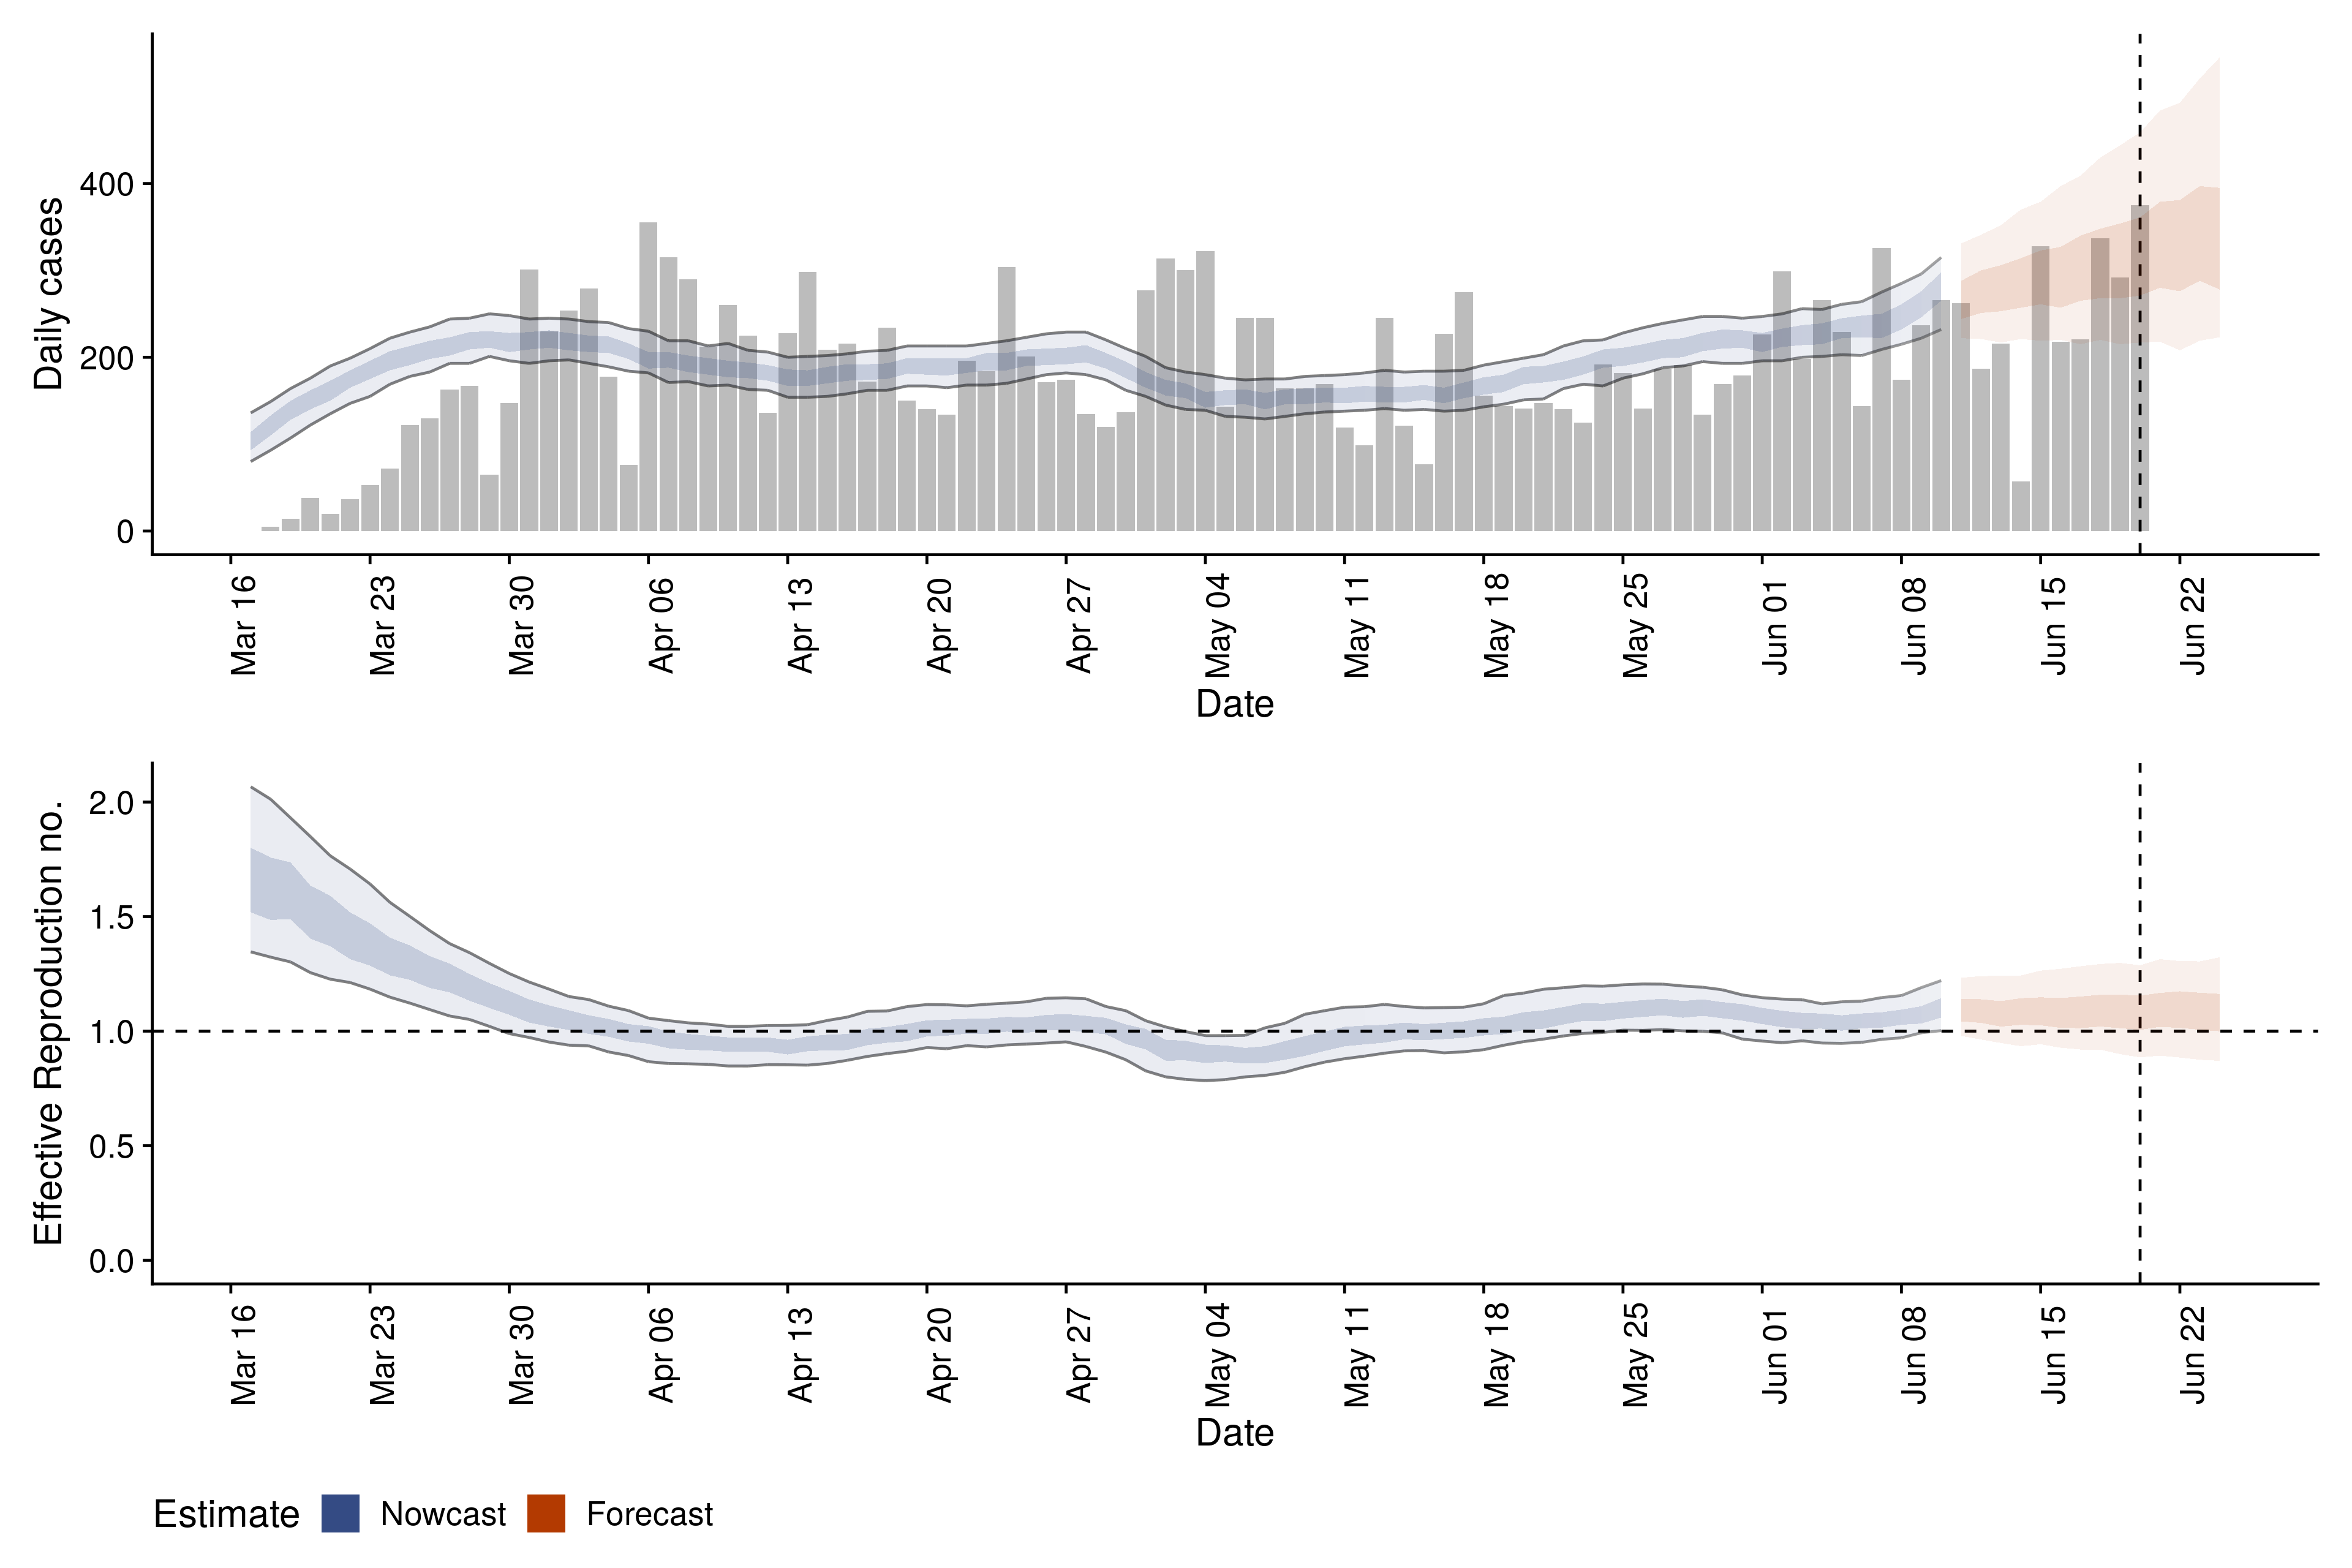 Daily cases
400
200
0
Mar 16
Mar 23
Mar 30
Apr 06
Apr 13
Apr 20
Apr 27
May 04
May 11
May 18
May 25
Jun 01
Jun 08
Jun 15
Jun 22
Date
Effective Reproduction no.
2.0
1.5
1.0
0.5
0.0
Mar 16
Mar 23
Mar 30
Apr 06
Apr 13
Apr 20
Apr 27
May 04
May 11
May 18
May 25
Jun 01
Jun 08
Jun 15
Jun 22
Date
Estimate Nowcast Forecast